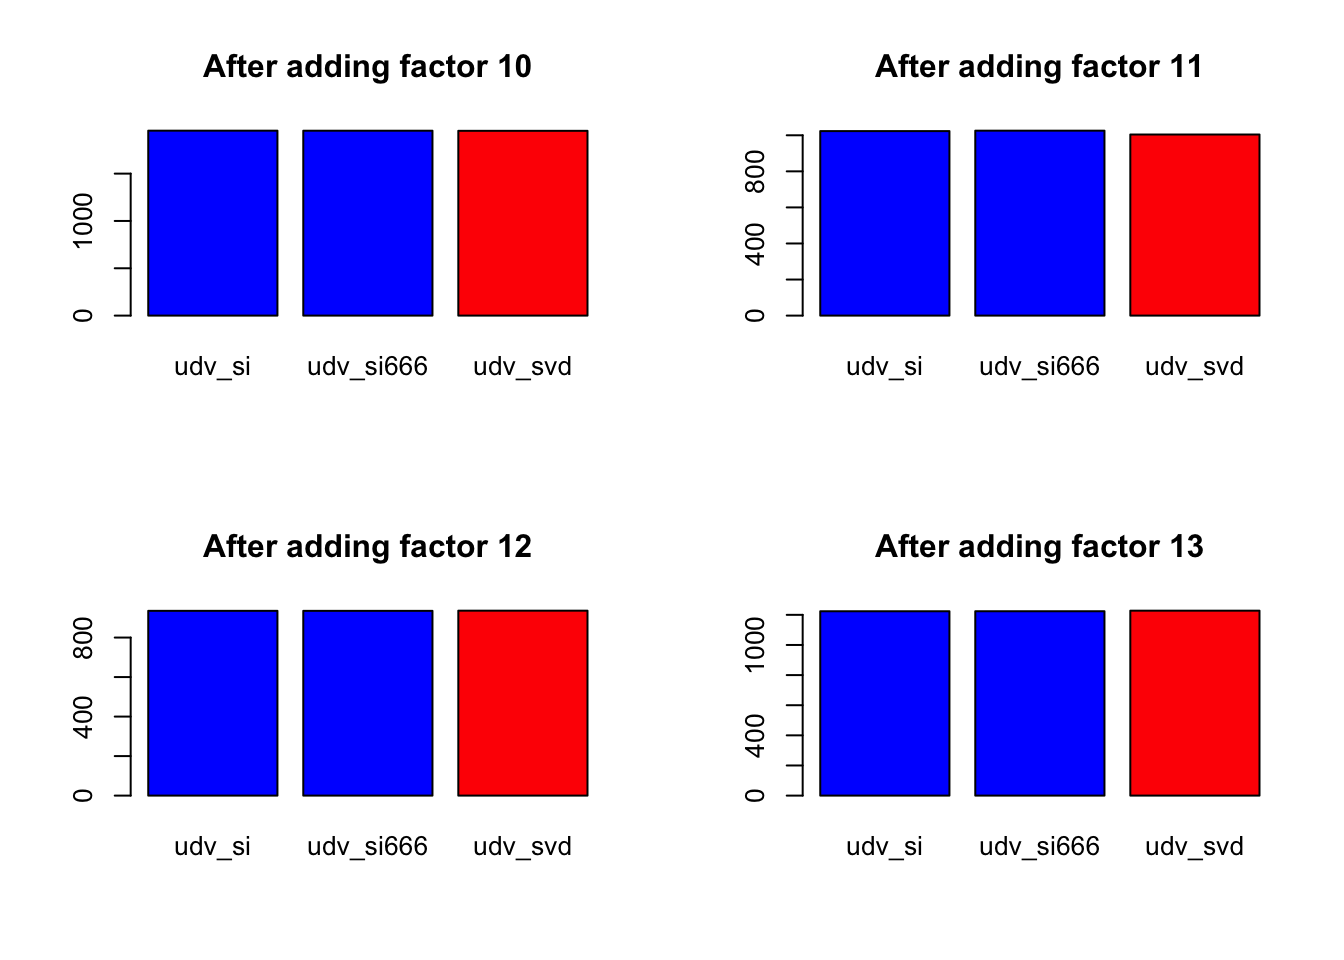 After adding factor 10
1000
0
udv_si udv_si666 udv_svd
After adding factor 11
800
400
0
udv_si udv_si666 udv_svd
After adding factor 12
800
400
0
udv_si udv_si666 udv_svd
After adding factor 13
1000
400
0
udv_si udv_si666 udv_svd